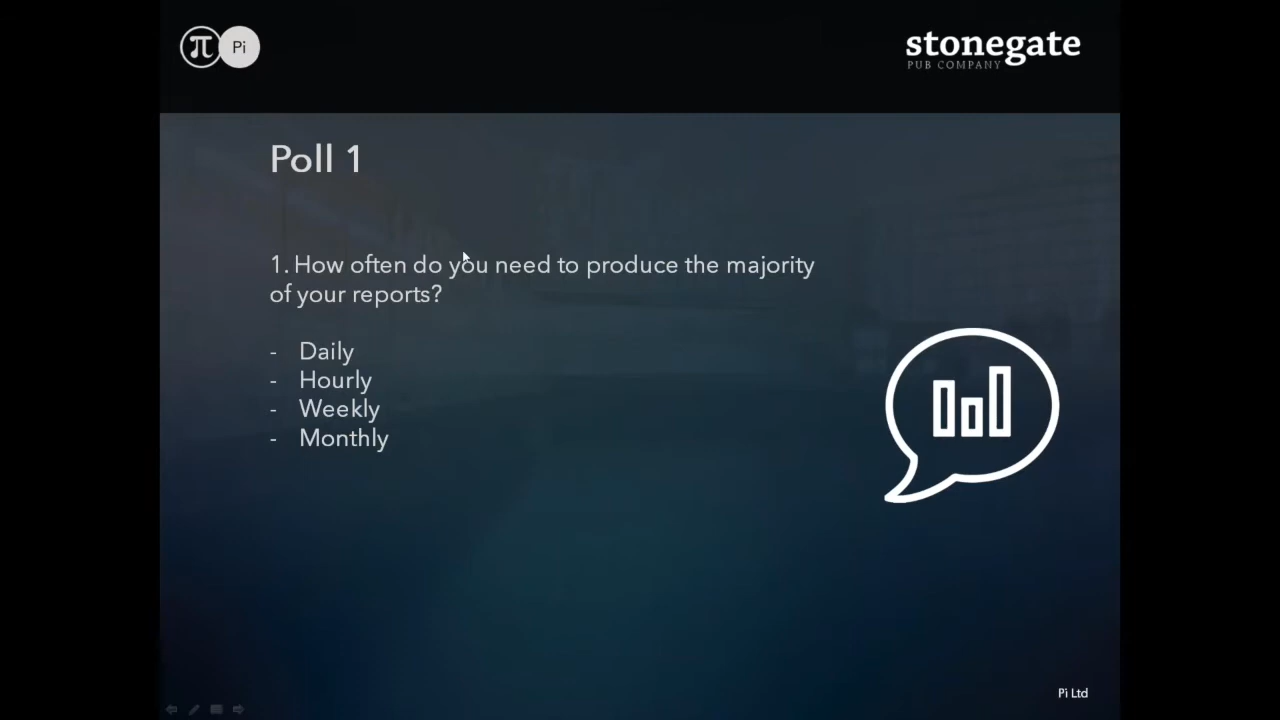 π Pi
stonegate
PUB COMPANY
Poll 1
1. How often do you need to produce the majority
of your reports?
- Daily
- Hourly
- Weekly
- Monthly
Pi Ltd